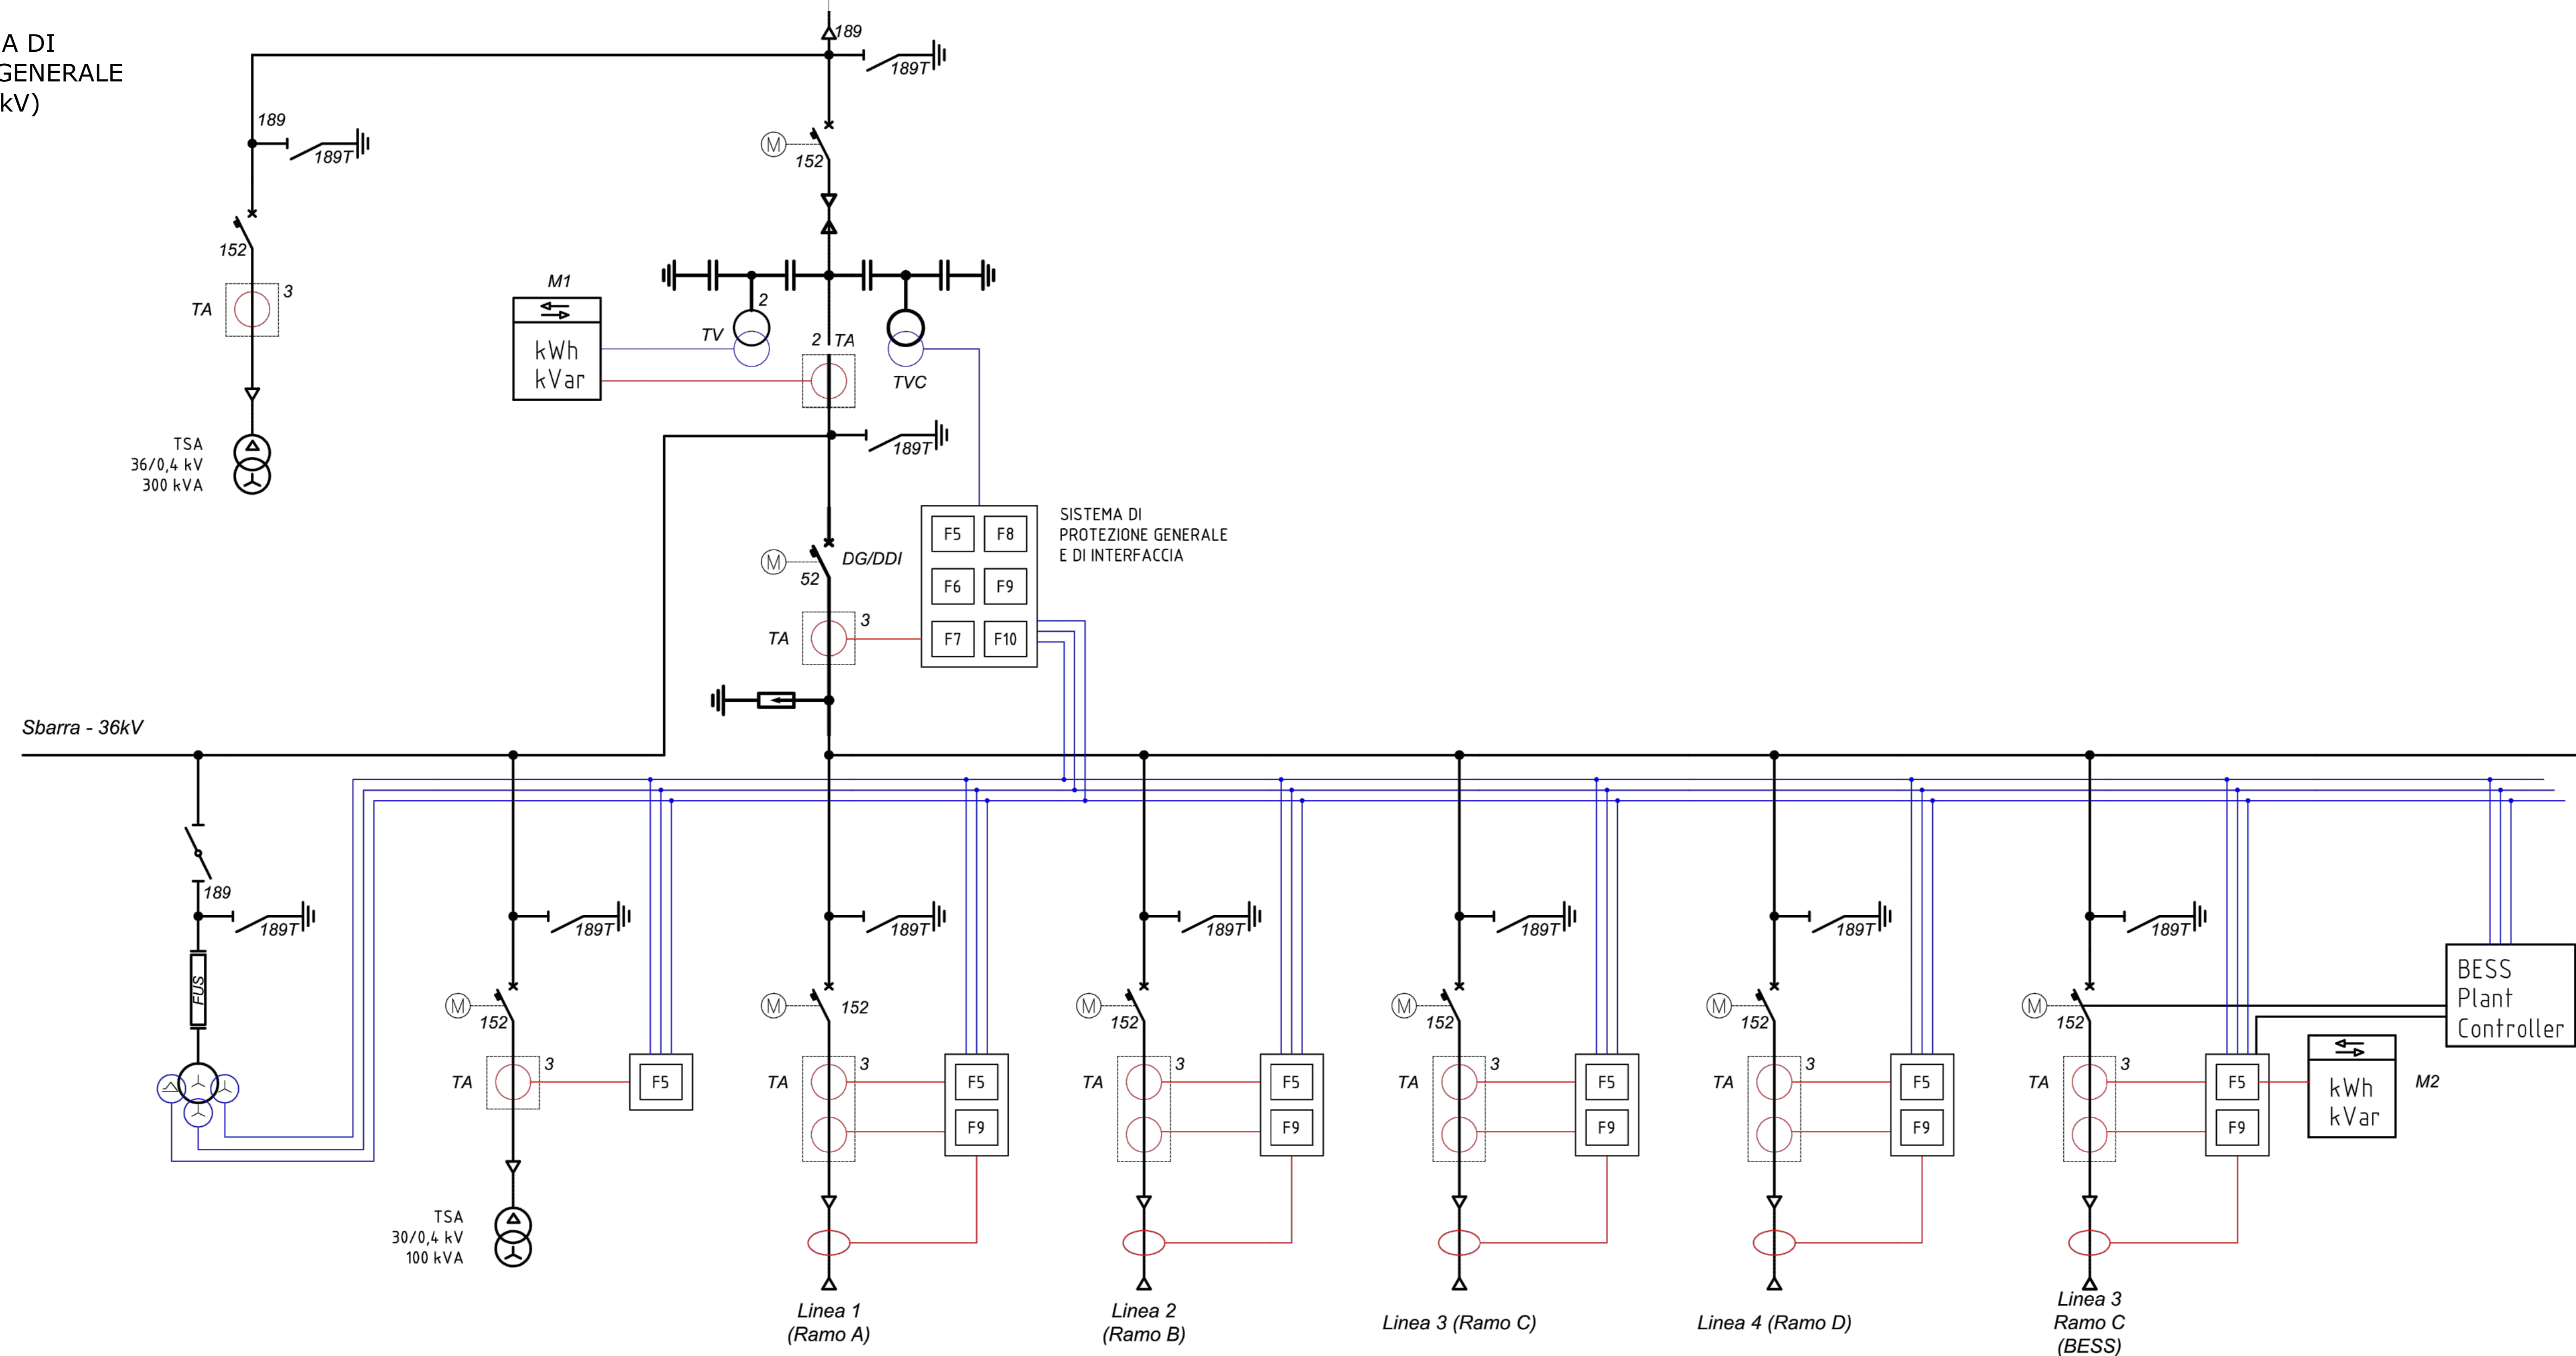 A DI
GENERALE
kV)
189
189T
189
189T
M
152
152
TA
3
M1
kWh
kVar
2
TV
2 TA
TVC
TSA
36/0,4 kV
300 kVA
189T
SISTEMA DI
PROTEZIONE GENERALE
E DI INTERFACCIA
F5 F8
F6 F9
F7 F10
M
DG/DDI
52
TA
3
Sbarra - 36kV
189
189T
189T
189T
189T
189T
189T
189T
FUS
M
152
M
152
M
152
M
152
M
152
M
152
BESS
Plant
Controller
TA
3
F5
TA
3
F5
F9
TA
3
F5
F9
TA
3
F5
F9
TA
3
F5
F9
TA
3
F5
F9
kWh
kVar
M2
TSA
30/0,4 kV
100 kVA
Linea 1
(Ramo A)
Linea 2
(Ramo B)
Linea 3 (Ramo C)
Linea 4 (Ramo D)
Linea 3
Ramo C
(BESS)